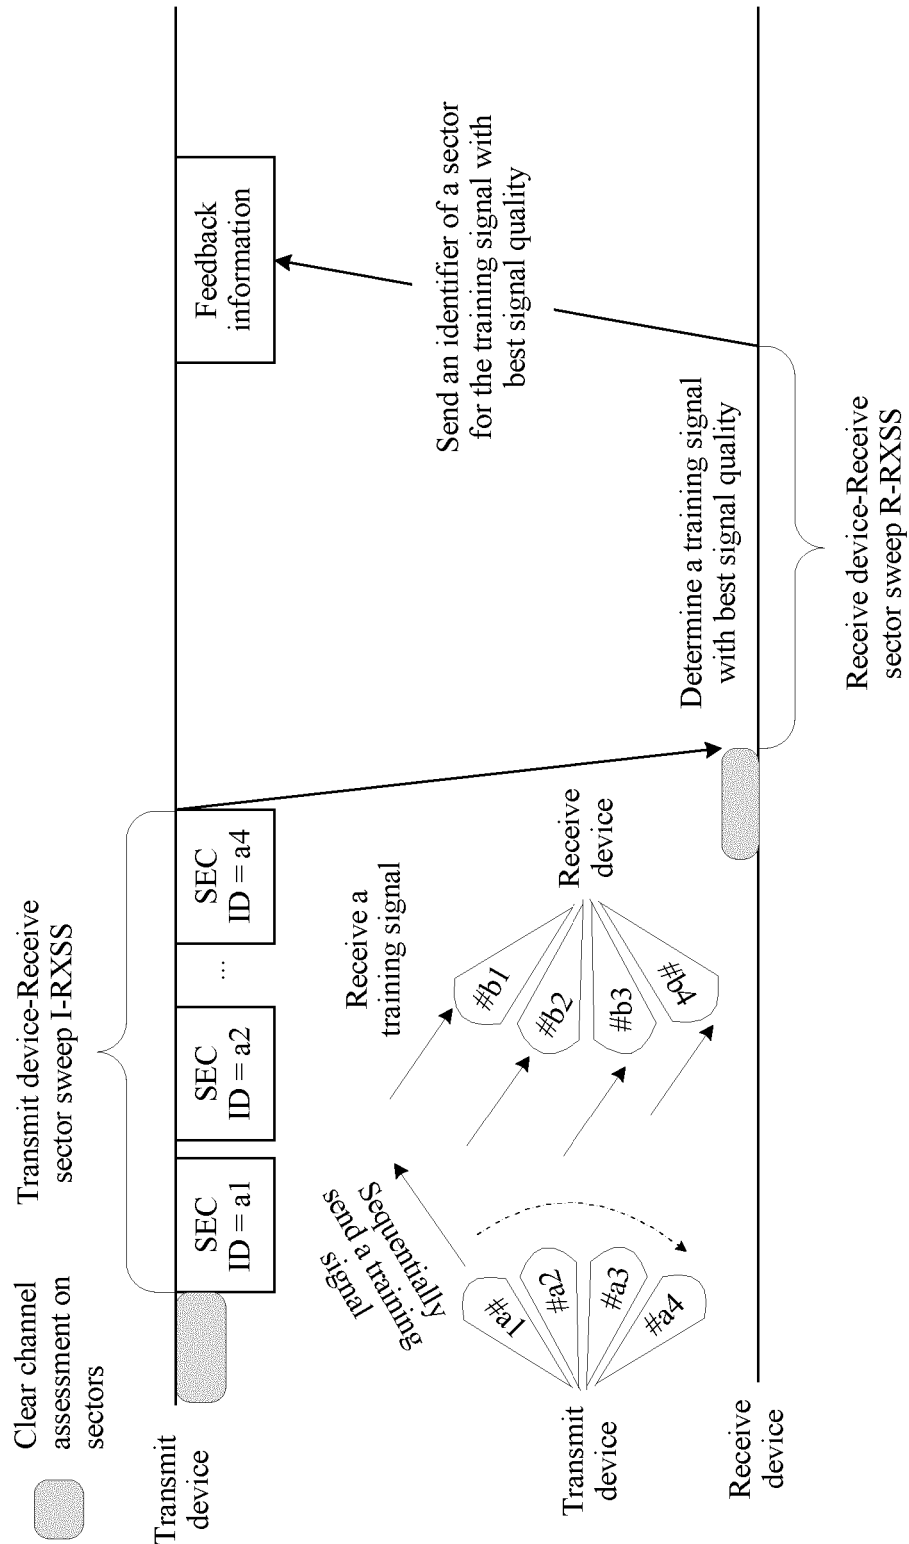 Clear channel
assessment on
sectors
Transmit device-Receive
sector sweep I-RXSS
Transmit
device
SEC
ID = a1
SEC
ID = a2
...
SEC
ID = a4
Feedback
information
Sequentially
send a training
signal
Receive a
training signal
Send an identifier of a sector
for the training signal with
best signal quality
#a1
#a2
#a3
#a4
Transmit
device
#b1
#b2
#b3
#b4
Receive
device
Determine a training signal
with best signal quality
Receive
device
Receive device-Receive
sector sweep R-RXSS